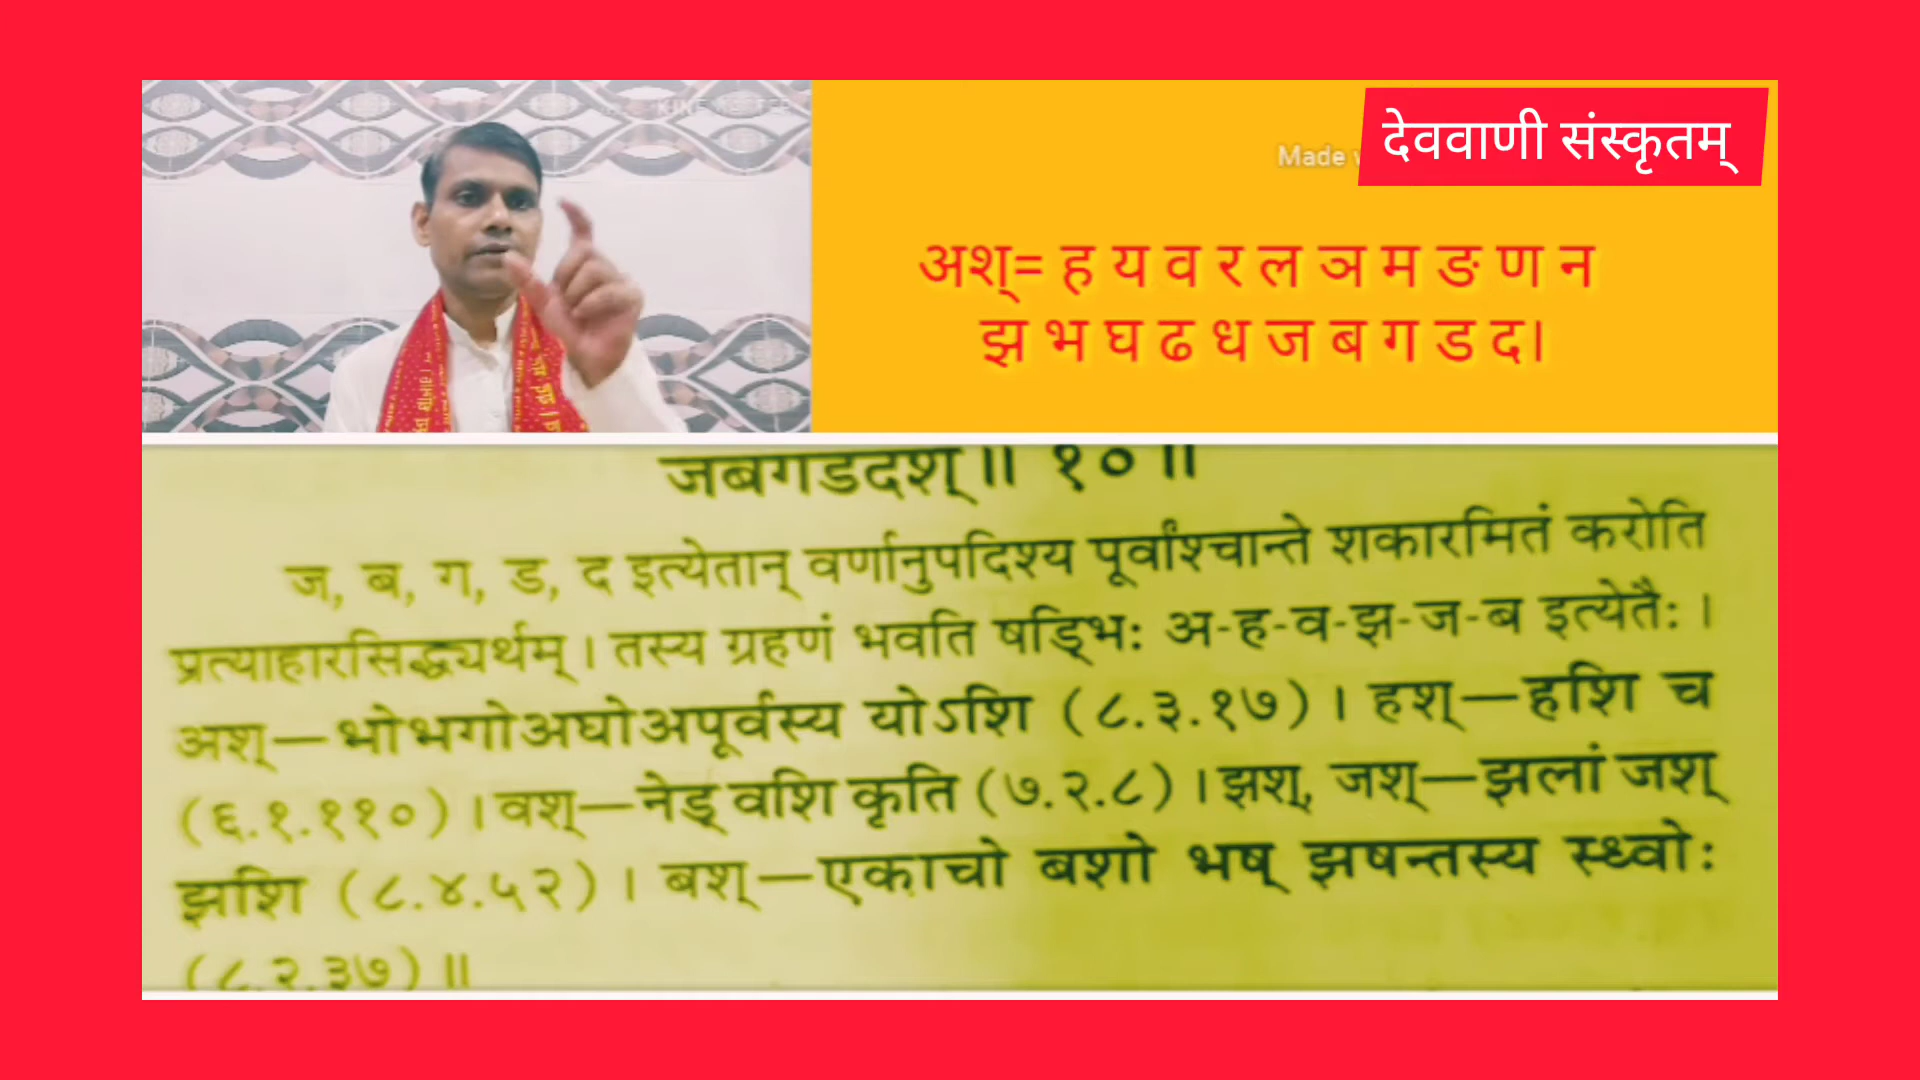 KINEMASTER
Made w
देववाणी संस्कृतम्
अश्= ह य व र ल ञ म ङ ण न
झ भ घ ढ ध ज ब ग ड द।
जबगडदश्॥ १० ॥
ज, ब, ग, ड, द इत्येतान् वर्णानुपदिश्य पूर्वांश्चान्ते शकारमितं करोति
प्रत्याहारसिद्ध्यर्थम् । तस्य ग्रहणं भवति षड्भिः अ-ह-व-झ-ज-ब इत्येतैः ।
अश्—भोभगोअघोअपूर्वस्य योऽशि (८.३.१७) । हश्—हशि च
(६.१.११०) । वश्—नेड् वशि कृति (७.२.८) । झश्, जश्—झलां जश्
झशि (८.४.५२) । बश्—एकाचो बशो भष् झषन्तस्य स्ध्वोः
(८.२.३७) ॥